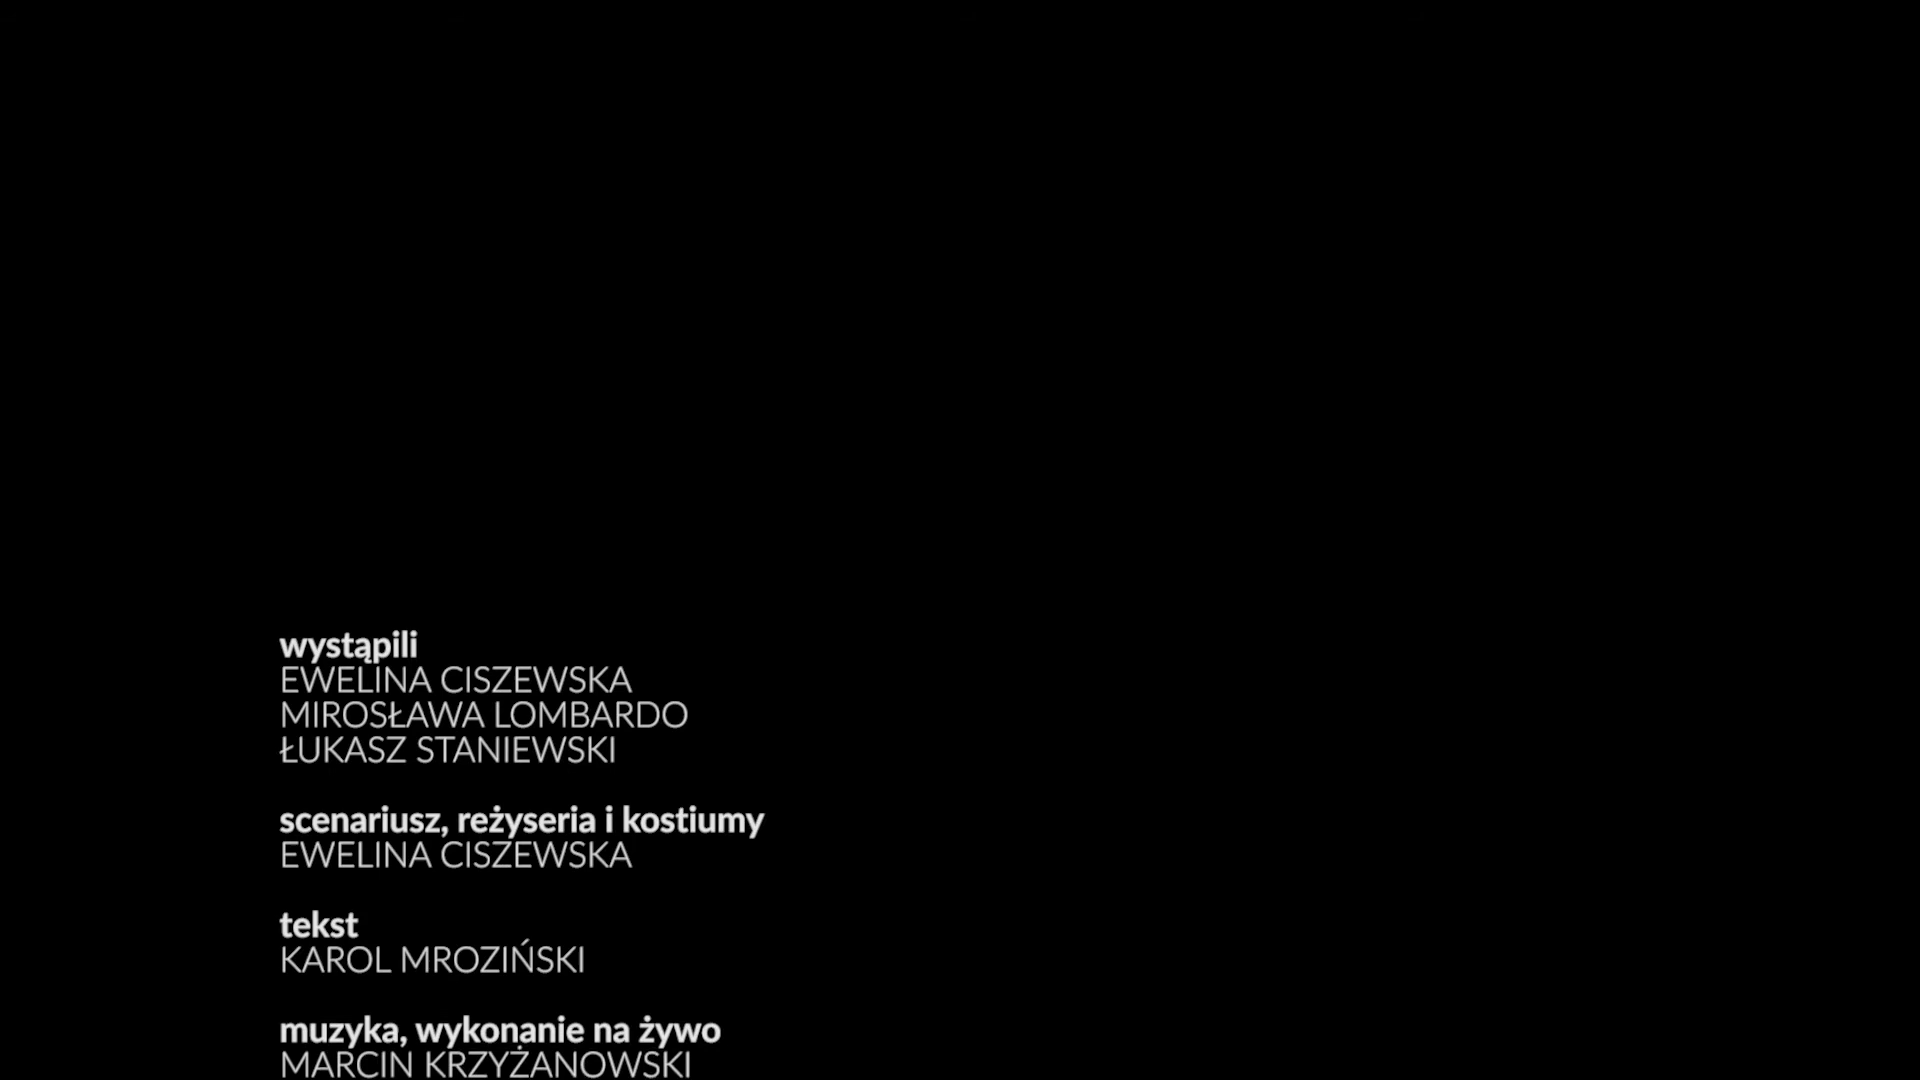 wystąpili
EWELINA CISZEWSKA
MIROSŁAWA LOMBARDO
ŁUKASZ STANIEWSKI
scenariusz, reżyseria i kostiumy
EWELINA CISZEWSKA
tekst
KAROL MROZIŃSKI
muzyka, wykonanie na żywo
MARCIN KRZYŻANOWSKI